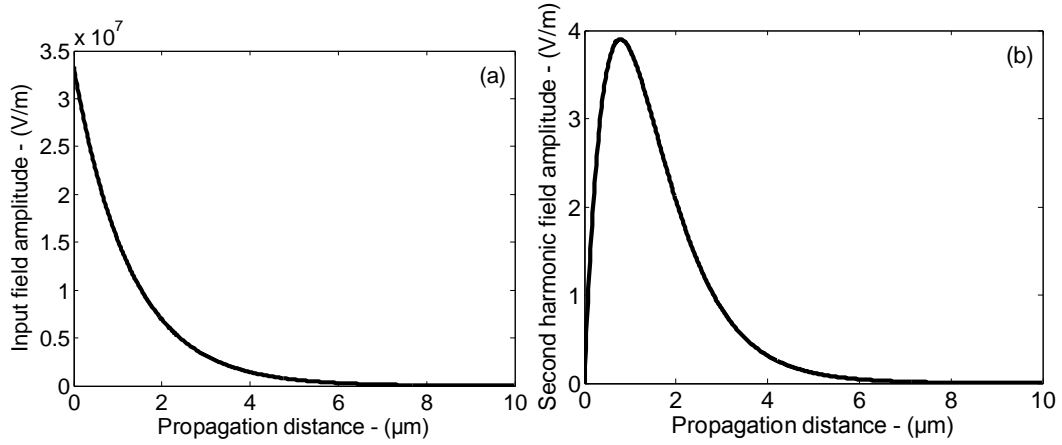 x 10^7
3.5
3
2.5
2
1.5
1
0.5
0
0 2 4 6 8 10
Input field amplitude - (V/m)
Propagation distance - (μm)
(a)
4
3
2
1
0
0 2 4 6 8 10
Second harmonic field amplitude - (V/m)
Propagation distance - (μm)
(b)